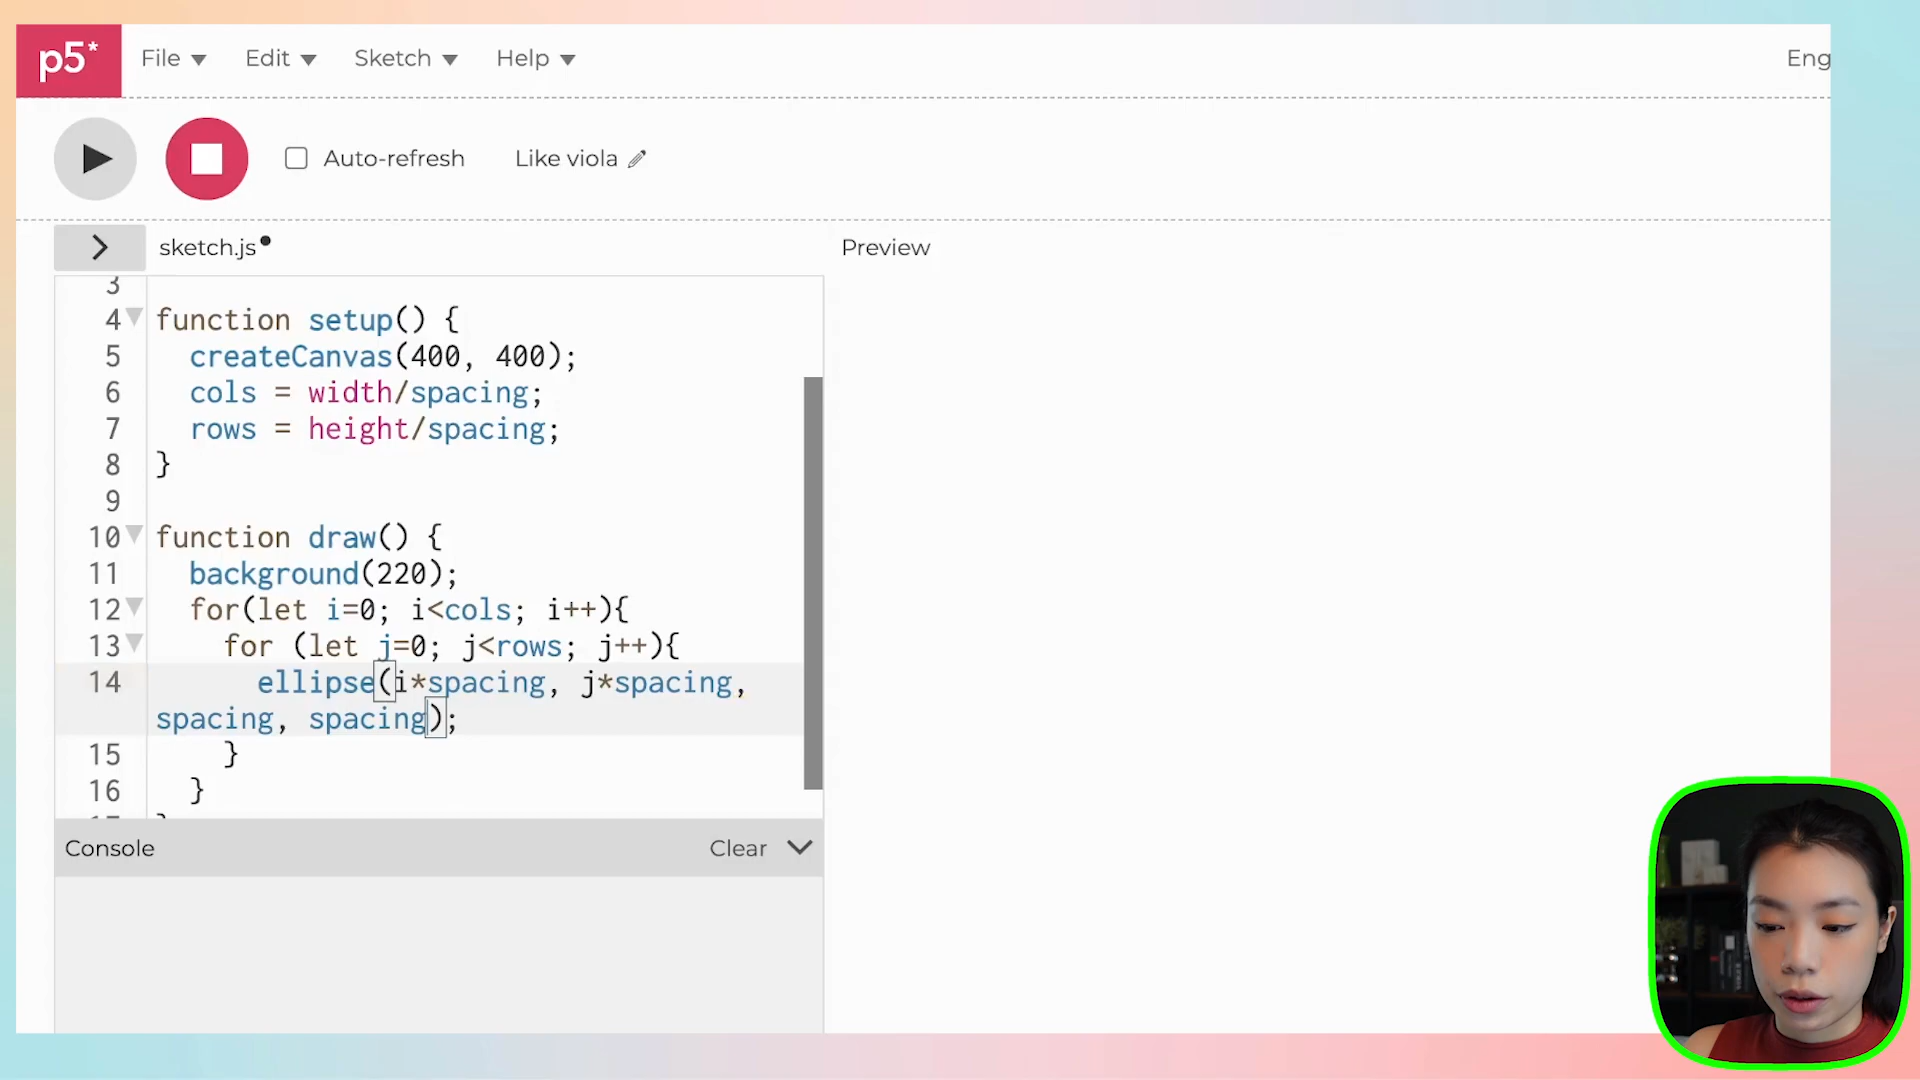 p5* File Edit Sketch Help Eng
Auto-refresh Like viola
sketch.js Preview
3
4 function setup() {
5 createCanvas(400, 400);
6 cols = width/spacing;
7 rows = height/spacing;
8 }
9
10 function draw() {
11 background(220);
12 for(let i=0; i<cols; i++){
13 for (let j=0; j<rows; j++){
14 ellipse(i*spacing, j*spacing,
spacing, spacing);
15 }
16 }
Console Clear